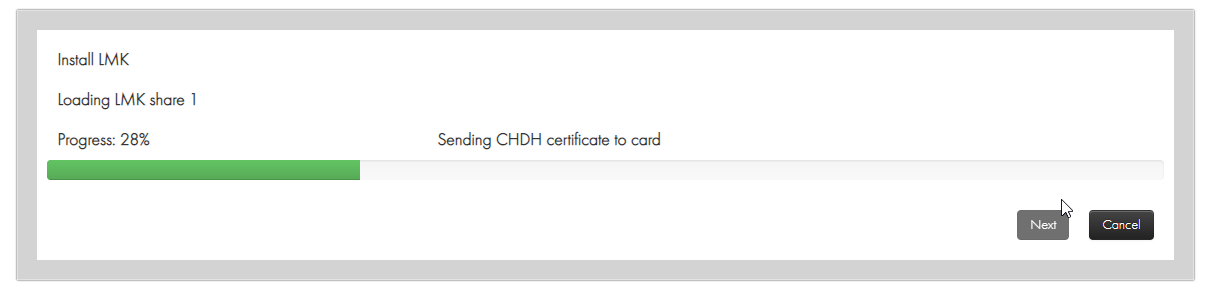 Install LMK
Loading LMK share 1
Progress: 28% Sending CHDH certificate to card
Next Cancel